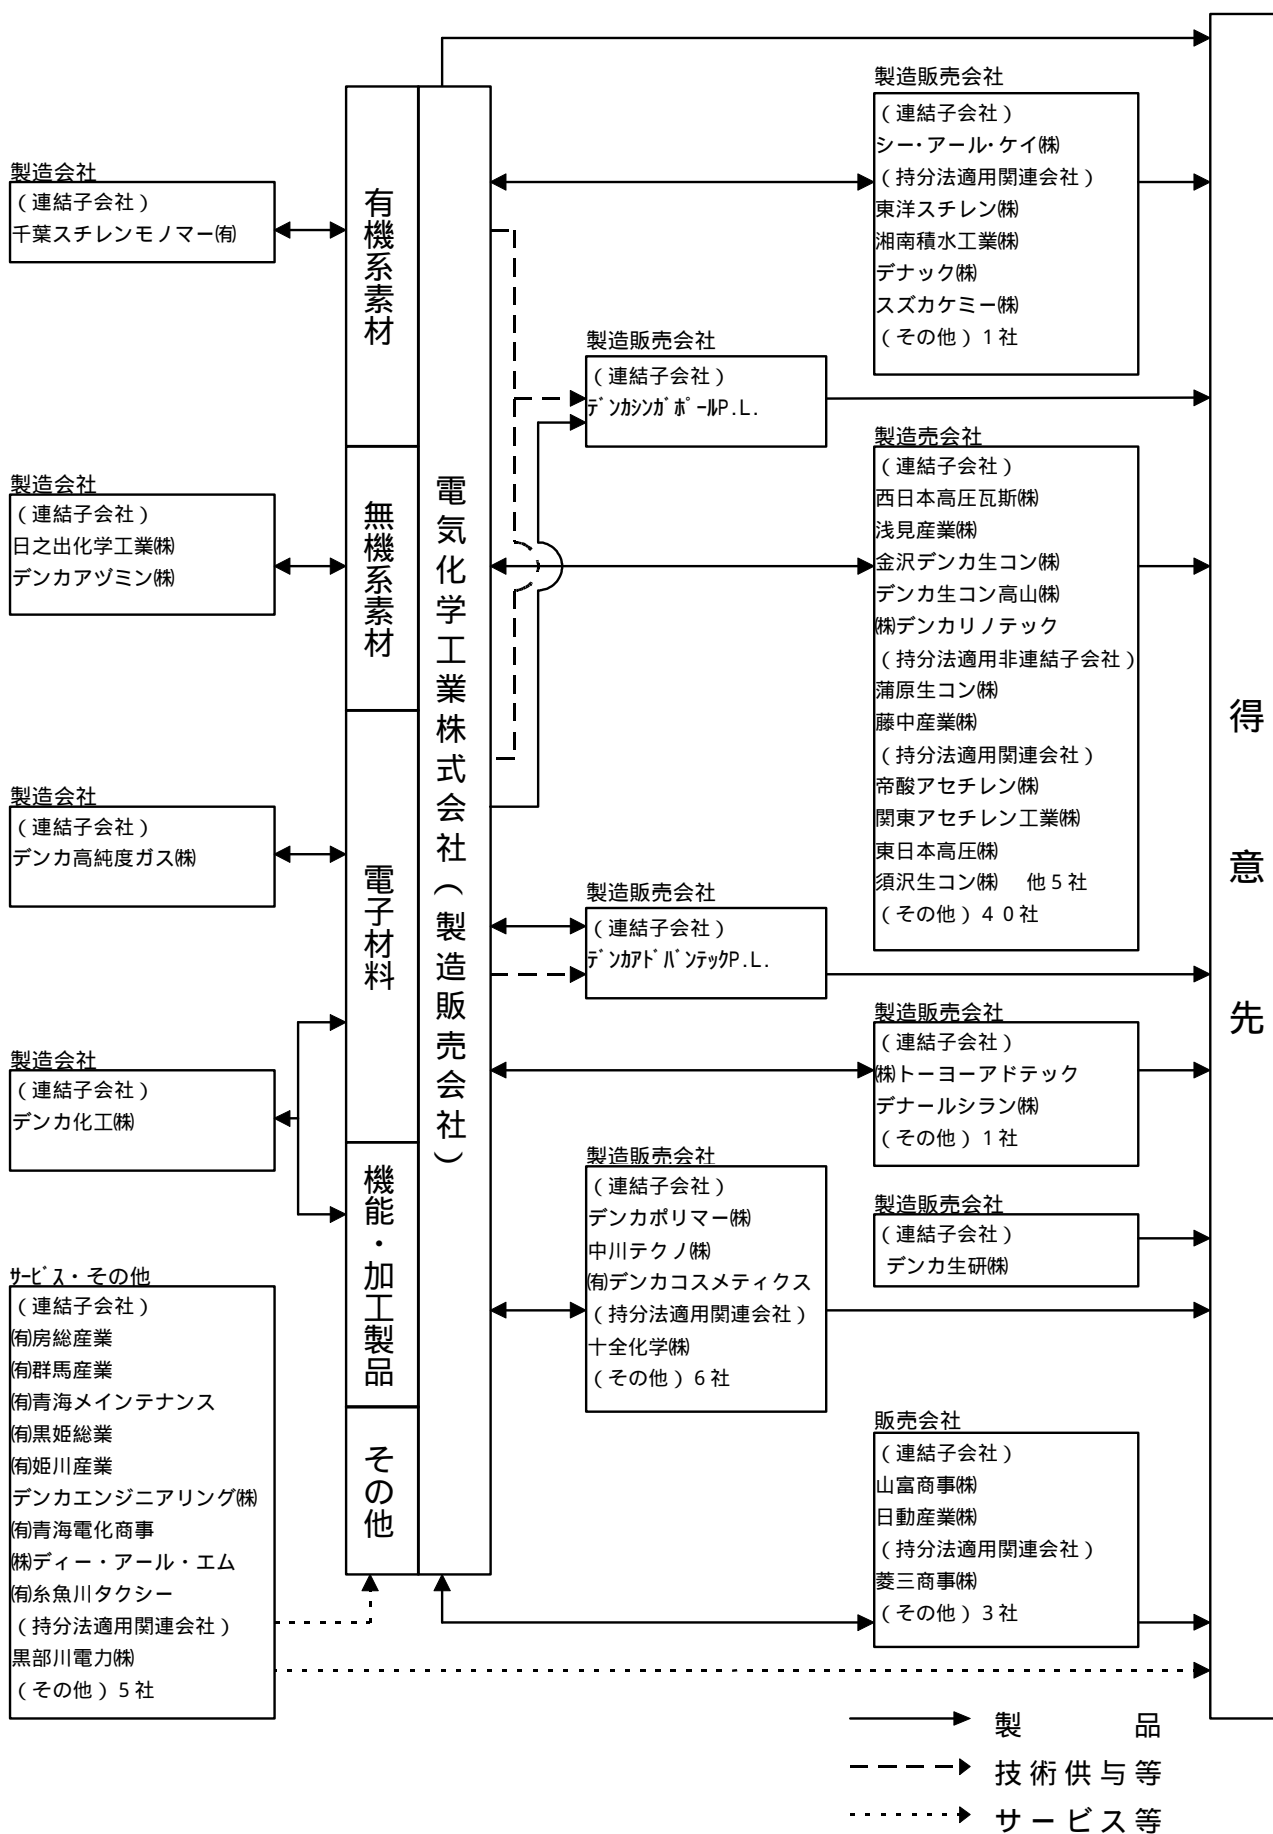 製造会社
(連結子会社)
千葉スチレンモノマー㈲
製造会社
(連結子会社)
日之出化学工業㈱
デンカアヅミン㈱
製造会社
(連結子会社)
デンカ高純度ガス㈱
製造会社
(連結子会社)
デンカ化工㈱
サービス・その他
(連結子会社)
㈲房総産業
㈲群馬産業
㈲青海メインテナンス
㈲黒姫総業
㈲姫川産業
デンカエンジニアリング㈱
㈲青海電化商事
㈱ディー・アール・エム
㈲糸魚川タクシー
(持分法適用関連会社)
黒部川電力㈱
(その他)5社
有機系素材
無機系素材
電子材料
機能・加工製品
その他
電気化学工業株式会社(製造販売会社)
製造販売会社
(連結子会社)
デンカシンガポールP.L.
製造販売会社
(連結子会社)
デンカアドバンテックP.L.
製造販売会社
(連結子会社)
デンカポリマー㈱
中川テクノ㈱
㈲デンカコスメティクス
(持分法適用関連会社)
十全化学㈱
(その他)6社
製造販売会社
(連結子会社)
シー・アール・ケイ㈱
(持分法適用関連会社)
東洋スチレン㈱
湘南積水工業㈱
デナック㈱
スズカケミー㈱
(その他)1社
製造売会社
(連結子会社)
西日本高圧瓦斯㈱
浅見産業㈱
金沢デンカ生コン㈱
デンカ生コン高山㈱
㈱デンカリノテック
(持分法適用非連結子会社)
蒲原生コン㈱
藤中産業㈱
(持分法適用関連会社)
帝酸アセチレン㈱
関東アセチレン工業㈱
東日本高圧㈱
須沢生コン㈱ 他5社
(その他)40社
製造販売会社
(連結子会社)
㈱トーヨーアドテック
デナールシラン㈱
(その他)1社
製造販売会社
(連結子会社)
デンカ生研㈱
販売会社
(連結子会社)
山富商事㈱
日動産業㈱
(持分法適用関連会社)
菱三商事㈱
(その他)3社
得意先
製品
技術供与等
サービス等